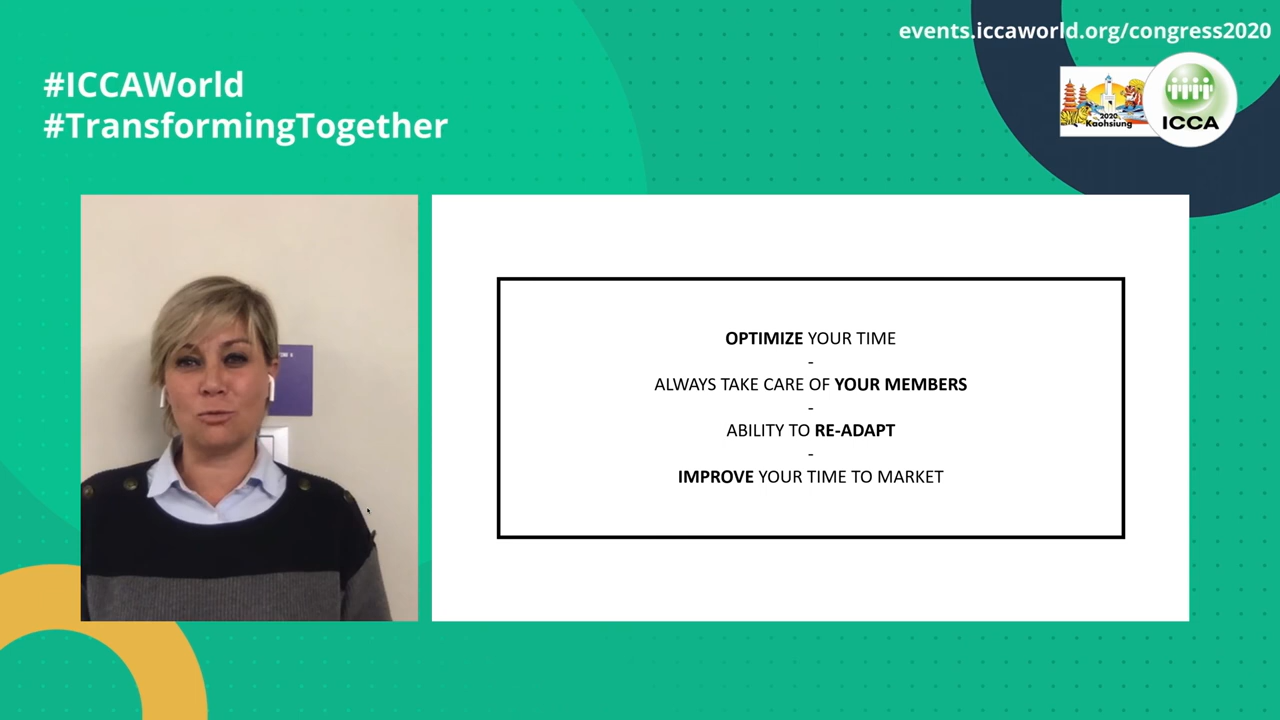 events.iccaworld.org/congress2020
#ICCAWorld
#TransformingTogether
2020
Kaohsiung
ICCA
OPTIMIZE YOUR TIME
-
ALWAYS TAKE CARE OF YOUR MEMBERS
-
ABILITY TO RE-ADAPT
-
IMPROVE YOUR TIME TO MARKET